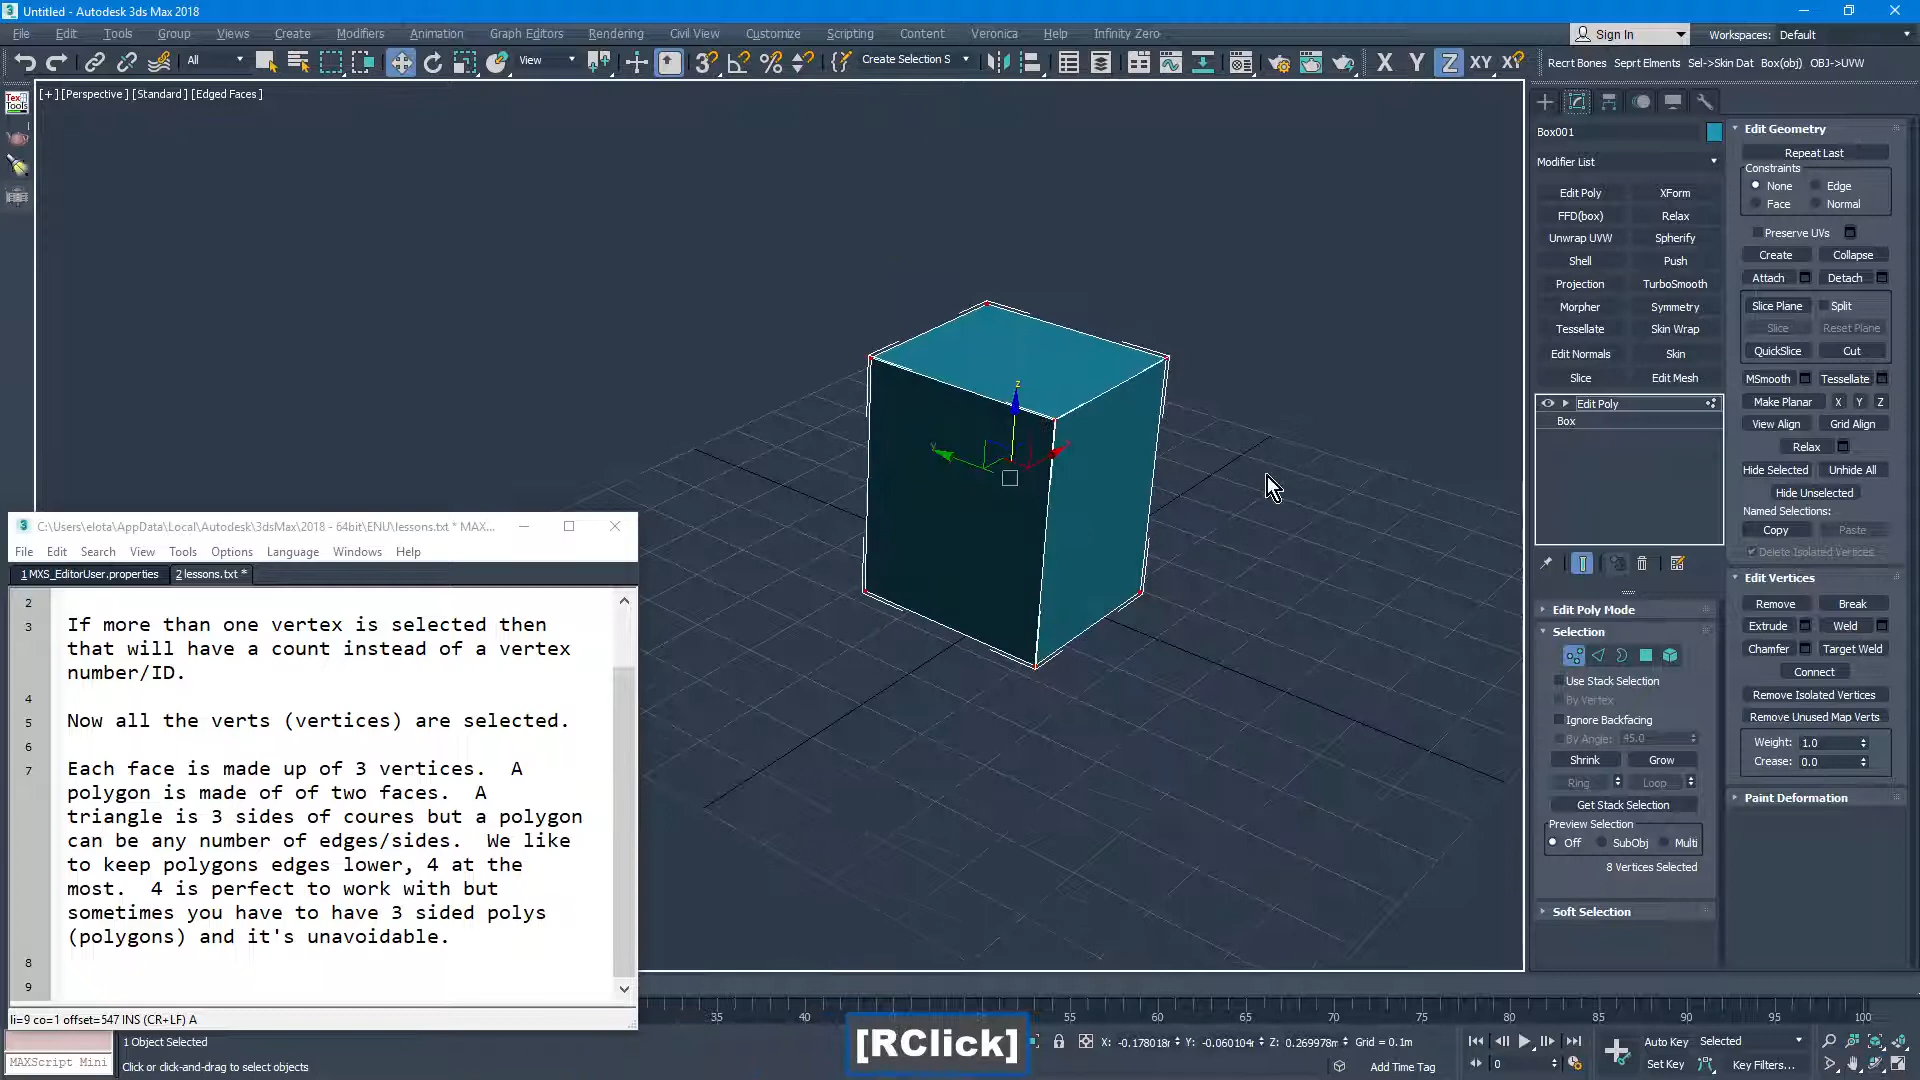 Untitled - Autodesk 3ds Max 2018
File Edit Tools Group Views Create Modifiers Animation Graph Editors Rendering Civil View Customize Scripting Content Veronica Help Infinity Zero
Sign In Workspaces: Default
All View Create Selection S X Y Z XY
Recrt Bones Seprt Elments Sel->Skin Dat Box(obj) OBJ->UVW
[+] [Perspective] [Standard] [Edged Faces]
Box001
Modifier List
Edit Poly XForm
FFD(box) Relax
Unwrap UVW Spherify
Shell Push
Projection TurboSmooth
Morpher Symmetry
Tessellate Skin Wrap
Edit Normals Skin
Slice Edit Mesh
Edit Poly
Box
Edit Poly Mode
Selection
Use Stack Selection
By Vertex
Ignore Backfacing
By Angle: 45.0
Shrink Grow
Ring Loop
Get Stack Selection
Preview Selection
Off SubObj Multi
8 Vertices Selected
Soft Selection
Edit Geometry
Repeat Last
Constraints
None Edge
Face Normal
Preserve UVs
Create Collapse
Attach Detach
Slice Plane Split
Slice Reset Plane
QuickSlice Cut
MSmooth Tessellate
Make Planar X Y Z
View Align Grid Align
Relax
Hide Selected Unhide All
Hide Unselected
Named Selections:
Copy Paste
Delete Isolated Vertices
Edit Vertices
Remove Break
Extrude Weld
Chamfer Target Weld
Connect
Remove Isolated Vertices
Remove Unused Map Verts
Weight: 1.0
Crease: 0.0
Paint Deformation
C:\Users\elota\AppData\Local\Autodesk\3dsMax\2018 - 64bit\ENU\lessons.txt * MAX...
File Edit Search View Tools Options Language Windows Help
1 MXS_EditorUser.properties 2 lessons.txt *
2
3 If more than one vertex is selected then
that will have a count instead of a vertex
number/ID.
4
5 Now all the verts (vertices) are selected.
6
7 Each face is made up of 3 vertices. A
polygon is made of of two faces. A
triangle is 3 sides of coures but a polygon
can be any number of edges/sides. We like
to keep polygons edges lower, 4 at the
most. 4 is perfect to work with but
sometimes you have to have 3 sided polys
(polygons) and it's unavoidable.
8
9
li=9 co=1 offset=547 INS (CR+LF) A
35 40 55 60 65 70 75 80 85 90 95 100
[RClick]
MAXScript Mini
1 Object Selected
Click or click-and-drag to select objects
X: -0.178018m Y: -0.060104m Z: 0.269978m Grid = 0.1m
Add Time Tag
0
Auto Key Selected
Set Key Key Filters...